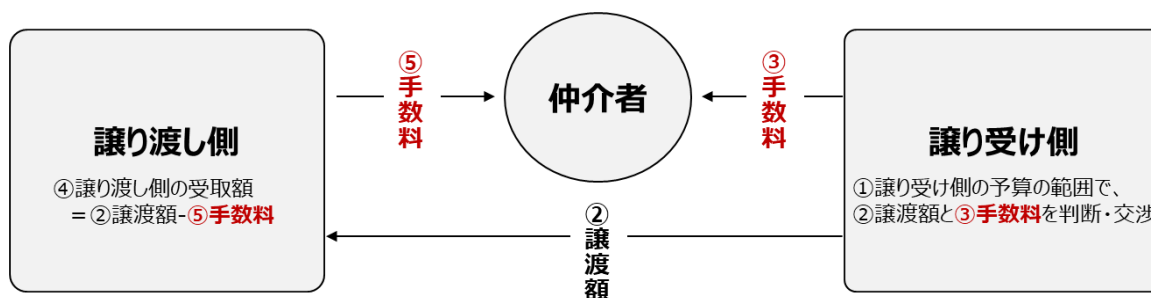 譲り渡し側
④譲り渡し側の受取額
＝②譲渡額-⑤手数料
⑤手数料
仲介者
③手数料
②譲渡額
譲り受け側
①譲り受け側の予算の範囲で、
②譲渡額と③手数料を判断・交渉